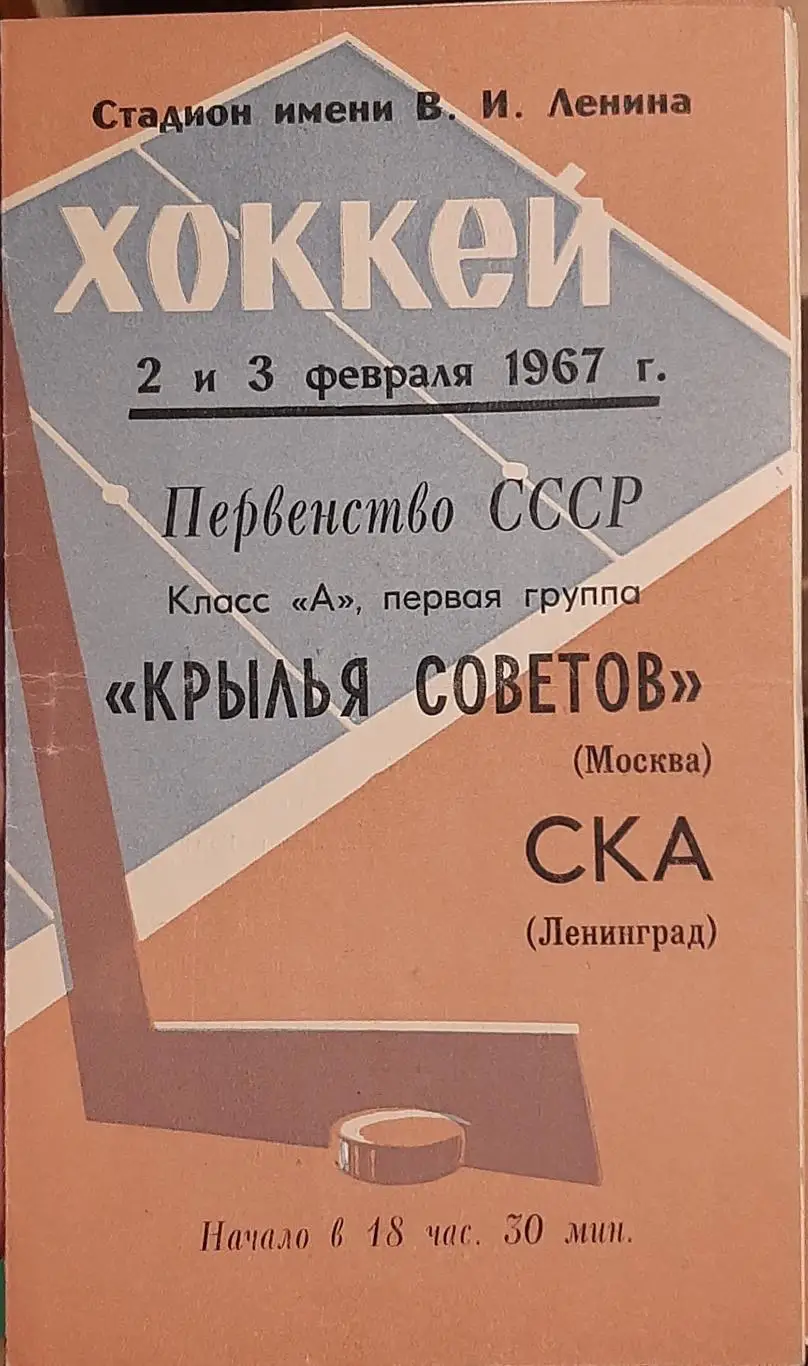 Стадион имени В. И. Ленина
хоккей
2 и 3 февраля 1967 г.
Первенство СССР
Класс «А», первая группа
«КРЫЛЬЯ СОВЕТОВ»
(Москва)
СКА
(Ленинград)
Начало в 18 час. 30 мин.